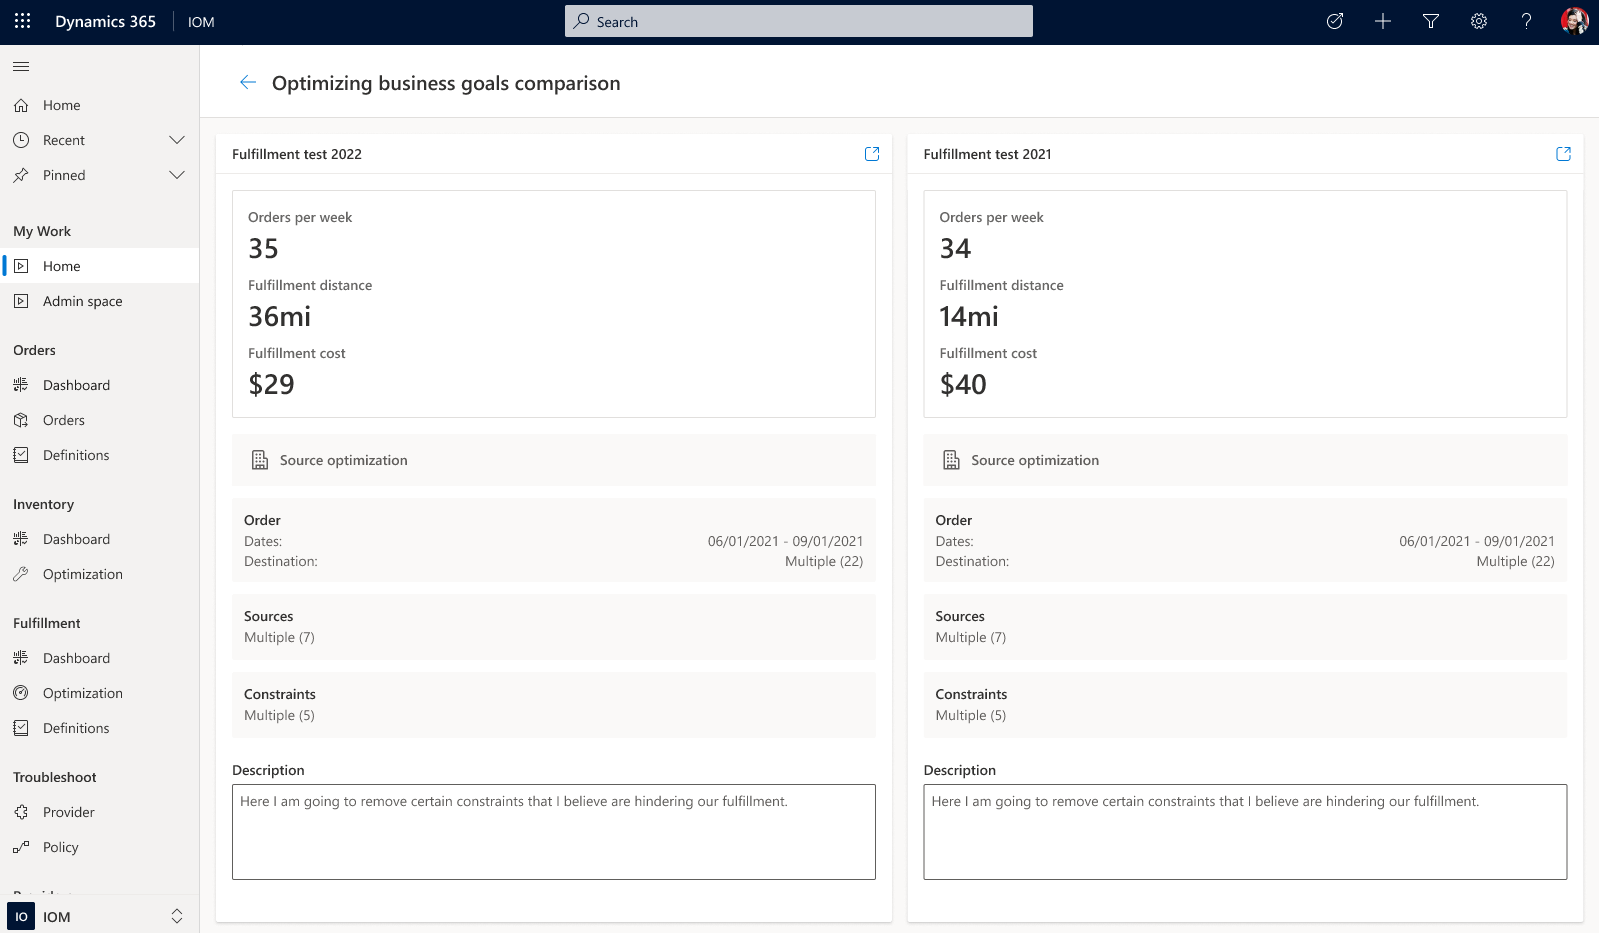 Dynamics 365
IOM
Search
Optimizing business goals comparison
Home
Recent
Pinned
My Work
Home
Admin space
Orders
Dashboard
Orders
Definitions
Inventory
Dashboard
Optimization
Fulfillment
Dashboard
Optimization
Definitions
Troubleshoot
Provider
Policy
IO IOM
Fulfillment test 2022
Orders per week
35
Fulfillment distance
36mi
Fulfillment cost
$29
Source optimization
Order
Dates: 06/01/2021 - 09/01/2021
Destination: Multiple (22)
Sources
Multiple (7)
Constraints
Multiple (5)
Description
Here I am going to remove certain constraints that I believe are hindering our fulfillment.
Fulfillment test 2021
Orders per week
34
Fulfillment distance
14mi
Fulfillment cost
$40
Source optimization
Order
Dates: 06/01/2021 - 09/01/2021
Destination: Multiple (22)
Sources
Multiple (7)
Constraints
Multiple (5)
Description
Here I am going to remove certain constraints that I believe are hindering our fulfillment.